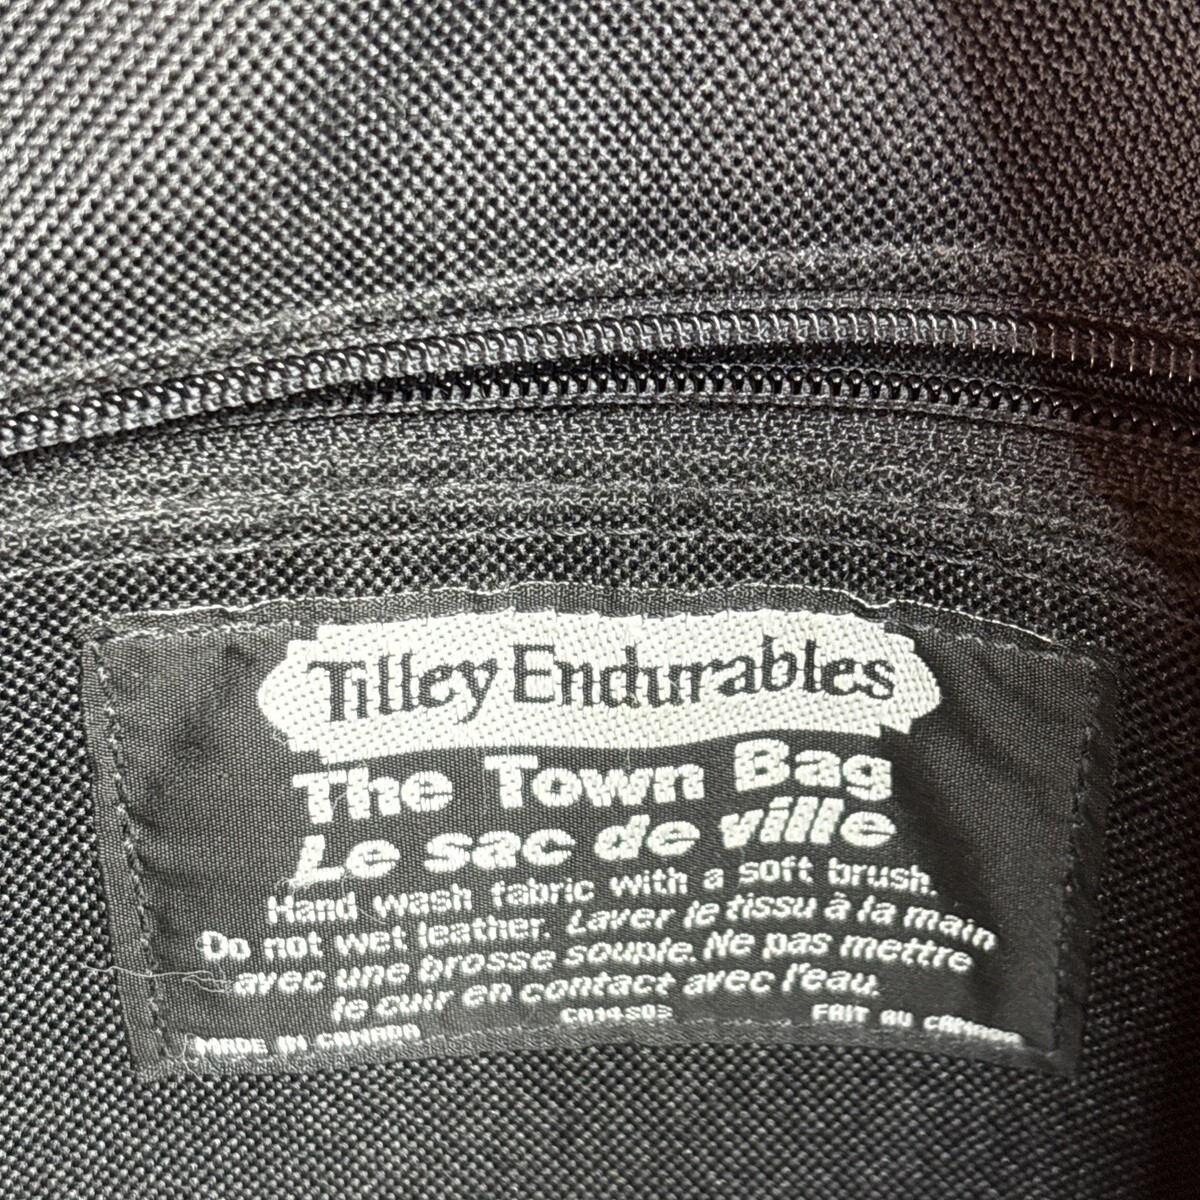 Tilley Endurables
The Town Bag
Le sac de ville
Hand wash fabric with a soft brush.
Do not wet leather. Laver le tissu à la main
avec une brosse souple. Ne pas mettre
le cuir en contact avec l'eau.
MADE IN CANADA CA14503 FAIT AU CANADA